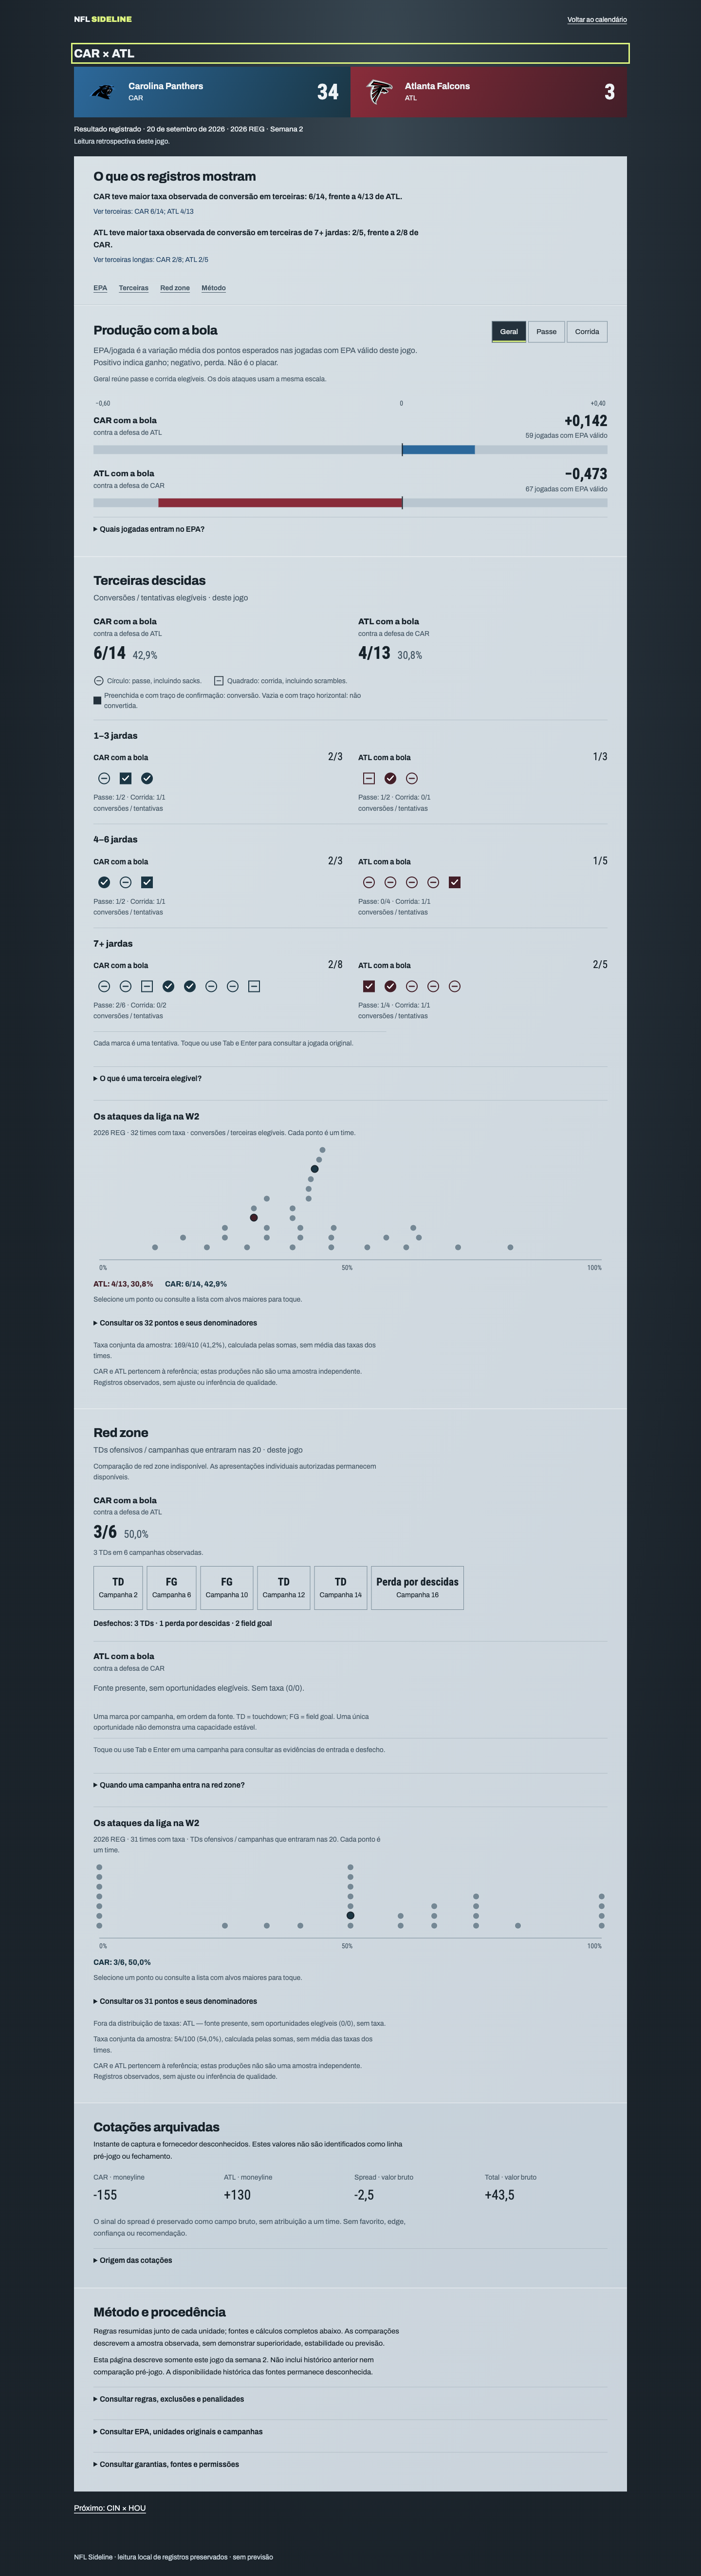 NFL SIDELINE
Voltar ao calendário
CAR × ATL
Carolina Panthers
CAR
34
Atlanta Falcons
ATL
3
Resultado registrado · 20 de setembro de 2026 · 2026 REG · Semana 2
Leitura retrospectiva deste jogo.
O que os registros mostram
CAR teve maior taxa observada de conversão em terceiras: 6/14, frente a 4/13 de ATL.
Ver terceiras: CAR 6/14; ATL 4/13
ATL teve maior taxa observada de conversão em terceiras de 7+ jardas: 2/5, frente a 2/8 de
CAR.
Ver terceiras longas: CAR 2/8; ATL 2/5
EPA Terceiras Red zone Método
Produção com a bola
Geral Passe Corrida
EPA/jogada é a variação média dos pontos esperados nas jogadas com EPA válido deste jogo.
Positivo indica ganho; negativo, perda. Não é o placar.
Geral reúne passe e corrida elegíveis. Os dois ataques usam a mesma escala.
−0,60 0 +0,40
CAR com a bola
contra a defesa de ATL
+0,142
59 jogadas com EPA válido
ATL com a bola
contra a defesa de CAR
−0,473
67 jogadas com EPA válido
Quais jogadas entram no EPA?
Terceiras descidas
Conversões / tentativas elegíveis · deste jogo
CAR com a bola
contra a defesa de ATL
6/14 42,9%
ATL com a bola
contra a defesa de CAR
4/13 30,8%
Círculo: passe, incluindo sacks. Quadrado: corrida, incluindo scrambles.
Preenchida e com traço de confirmação: conversão. Vazia e com traço horizontal: não
convertida.
1–3 jardas
CAR com a bola 2/3
Passe: 1/2 · Corrida: 1/1
conversões / tentativas
ATL com a bola 1/3
Passe: 1/2 · Corrida: 0/1
conversões / tentativas
4–6 jardas
CAR com a bola 2/3
Passe: 1/2 · Corrida: 1/1
conversões / tentativas
ATL com a bola 1/5
Passe: 0/4 · Corrida: 1/1
conversões / tentativas
7+ jardas
CAR com a bola 2/8
Passe: 2/6 · Corrida: 0/2
conversões / tentativas
ATL com a bola 2/5
Passe: 1/4 · Corrida: 1/1
conversões / tentativas
Cada marca é uma tentativa. Toque ou use Tab e Enter para consultar a jogada original.
O que é uma terceira elegível?
Os ataques da liga na W2
2026 REG · 32 times com taxa · conversões / terceiras elegíveis. Cada ponto é um time.
0% 50% 100%
ATL: 4/13, 30,8% CAR: 6/14, 42,9%
Selecione um ponto ou consulte a lista com alvos maiores para toque.
Consultar os 32 pontos e seus denominadores
Taxa conjunta da amostra: 169/410 (41,2%), calculada pelas somas, sem média das taxas dos
times.
CAR e ATL pertencem à referência; estas produções não são uma amostra independente.
Registros observados, sem ajuste ou inferência de qualidade.
Red zone
TDs ofensivos / campanhas que entraram nas 20 · deste jogo
Comparação de red zone indisponível. As apresentações individuais autorizadas permanecem
disponíveis.
CAR com a bola
contra a defesa de ATL
3/6 50,0%
3 TDs em 6 campanhas observadas.
TD FG FG TD TD Perda por descidas
Campanha 2 Campanha 6 Campanha 10 Campanha 12 Campanha 14 Campanha 16
Desfechos: 3 TDs · 1 perda por descidas · 2 field goal
ATL com a bola
contra a defesa de CAR
Fonte presente, sem oportunidades elegíveis. Sem taxa (0/0).
Uma marca por campanha, em ordem da fonte. TD = touchdown; FG = field goal. Uma única
oportunidade não demonstra uma capacidade estável.
Toque ou use Tab e Enter em uma campanha para consultar as evidências de entrada e desfecho.
Quando uma campanha entra na red zone?
Os ataques da liga na W2
2026 REG · 31 times com taxa · TDs ofensivos / campanhas que entraram nas 20. Cada ponto é
um time.
0% 50% 100%
CAR: 3/6, 50,0%
Selecione um ponto ou consulte a lista com alvos maiores para toque.
Consultar os 31 pontos e seus denominadores
Fora da distribuição de taxas: ATL — fonte presente, sem oportunidades elegíveis (0/0), sem taxa.
Taxa conjunta da amostra: 54/100 (54,0%), calculada pelas somas, sem média das taxas dos
times.
CAR e ATL pertencem à referência; estas produções não são uma amostra independente.
Registros observados, sem ajuste ou inferência de qualidade.
Cotações arquivadas
Instante de captura e fornecedor desconhecidos. Estes valores não são identificados como linha
pré-jogo ou fechamento.
CAR · moneyline ATL · moneyline Spread · valor bruto Total · valor bruto
-155 +130 -2,5 +43,5
O sinal do spread é preservado como campo bruto, sem atribuição a um time. Sem favorito, edge,
confiança ou recomendação.
Origem das cotações
Método e procedência
Regras resumidas junto de cada unidade; fontes e cálculos completos abaixo. As comparações
descrevem a amostra observada, sem demonstrar superioridade, estabilidade ou previsão.
Esta página descreve somente este jogo da semana 2. Não inclui histórico anterior nem
comparação pré-jogo. A disponibilidade histórica das fontes permanece desconhecida.
Consultar regras, exclusões e penalidades
Consultar EPA, unidades originais e campanhas
Consultar garantias, fontes e permissões
Próximo: CIN × HOU
NFL Sideline · leitura local de registros preservados · sem previsão